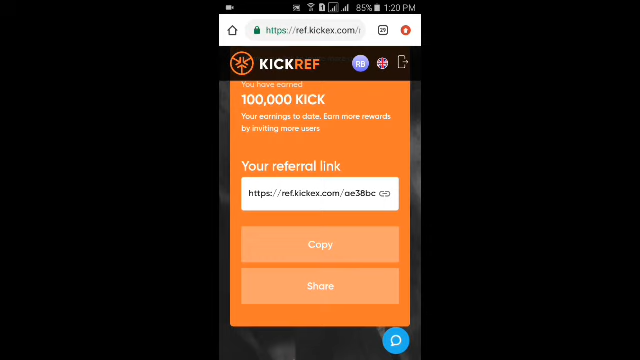 85% 1:20 PM
https://ref.kickex.com/
29
KICKREF
RB
You have earned
100,000 KICK
Your earnings to date. Earn more rewards
by inviting more users
Your referral link
https://ref.kickex.com/ae38bc
Copy
Share